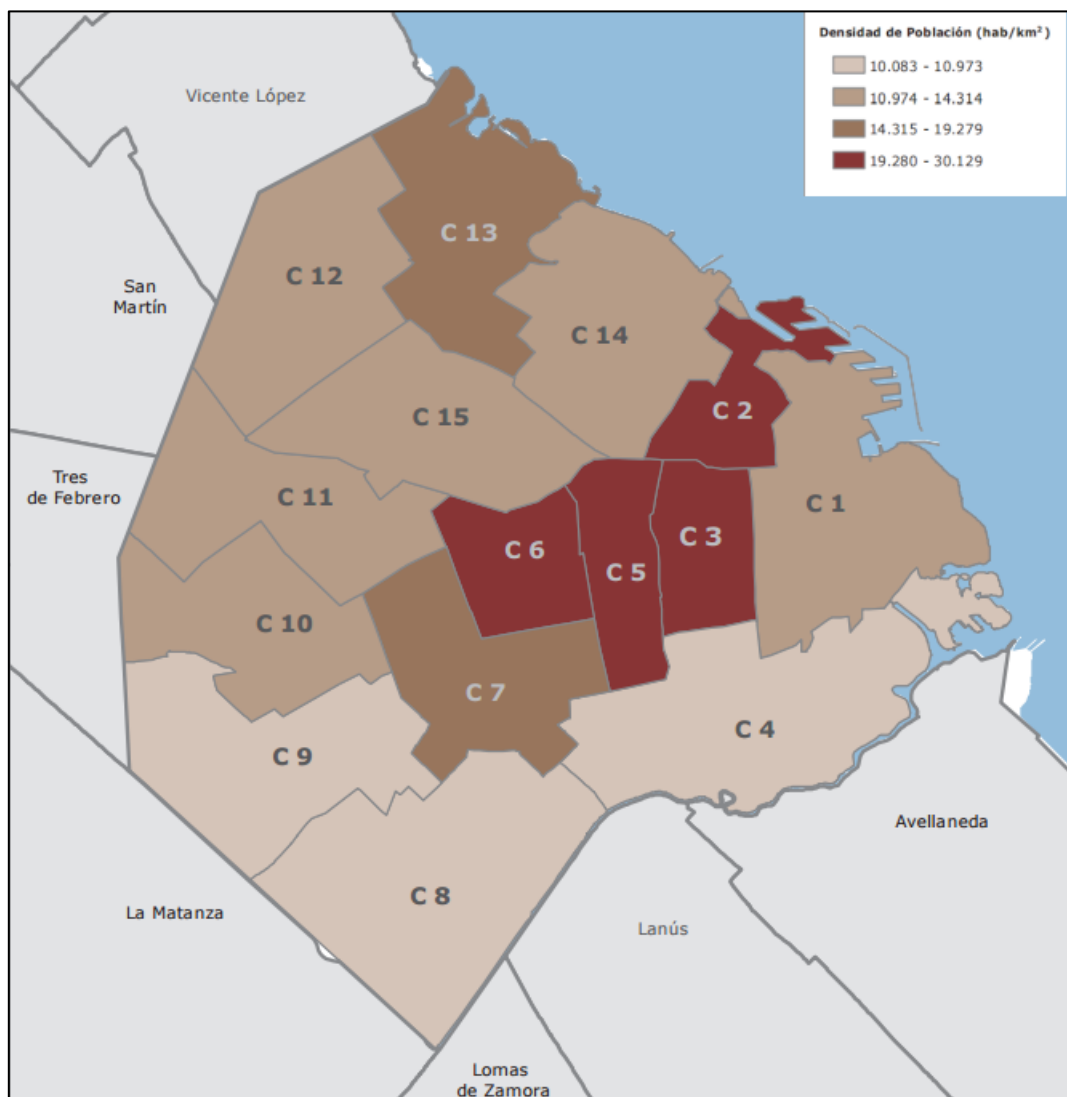 Densidad de Población (hab/km²)
10.083 - 10.973
10.974 - 14.314
14.315 - 19.279
19.280 - 30.129
Vicente López
C 13
C 12
San
Martín
C 14
C 2
C 15
Tres
de Febrero
C 11
C 1
C 3
C 6
C 5
C 10
C 7
C 4
C 9
Avellaneda
C 8
La Matanza
Lanús
Lomas
de Zamora